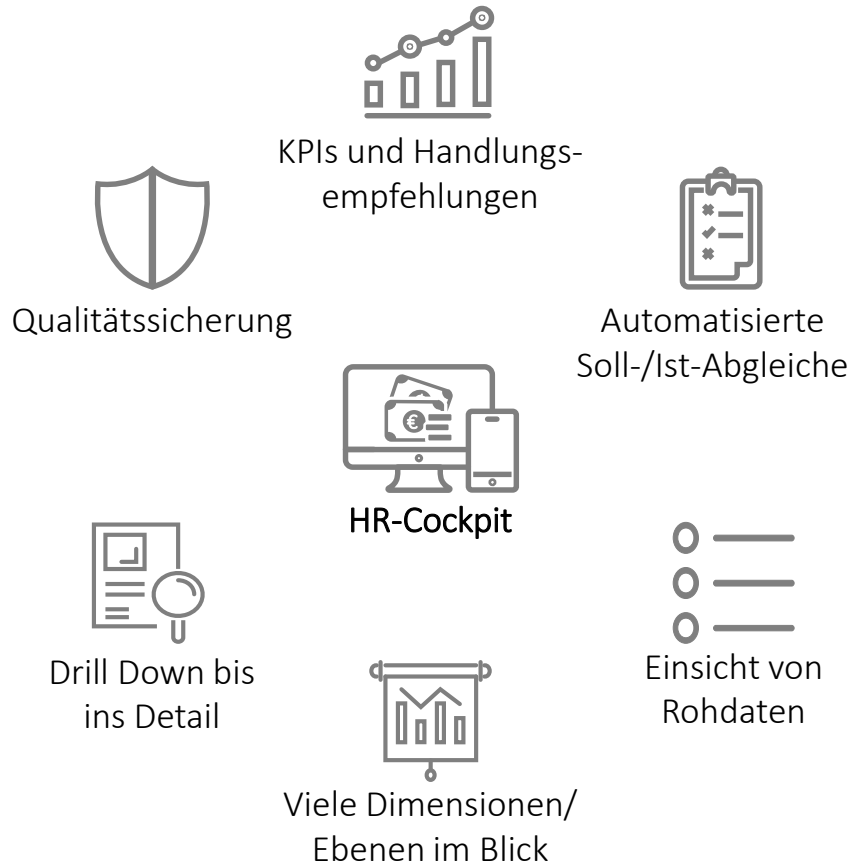 KPIs und Handlungs-
empfehlungen
Qualitätssicherung
Automatisierte
Soll-/Ist-Abgleiche
€
HR-Cockpit
Drill Down bis
ins Detail
Einsicht von
Rohdaten
Viele Dimensionen/
Ebenen im Blick